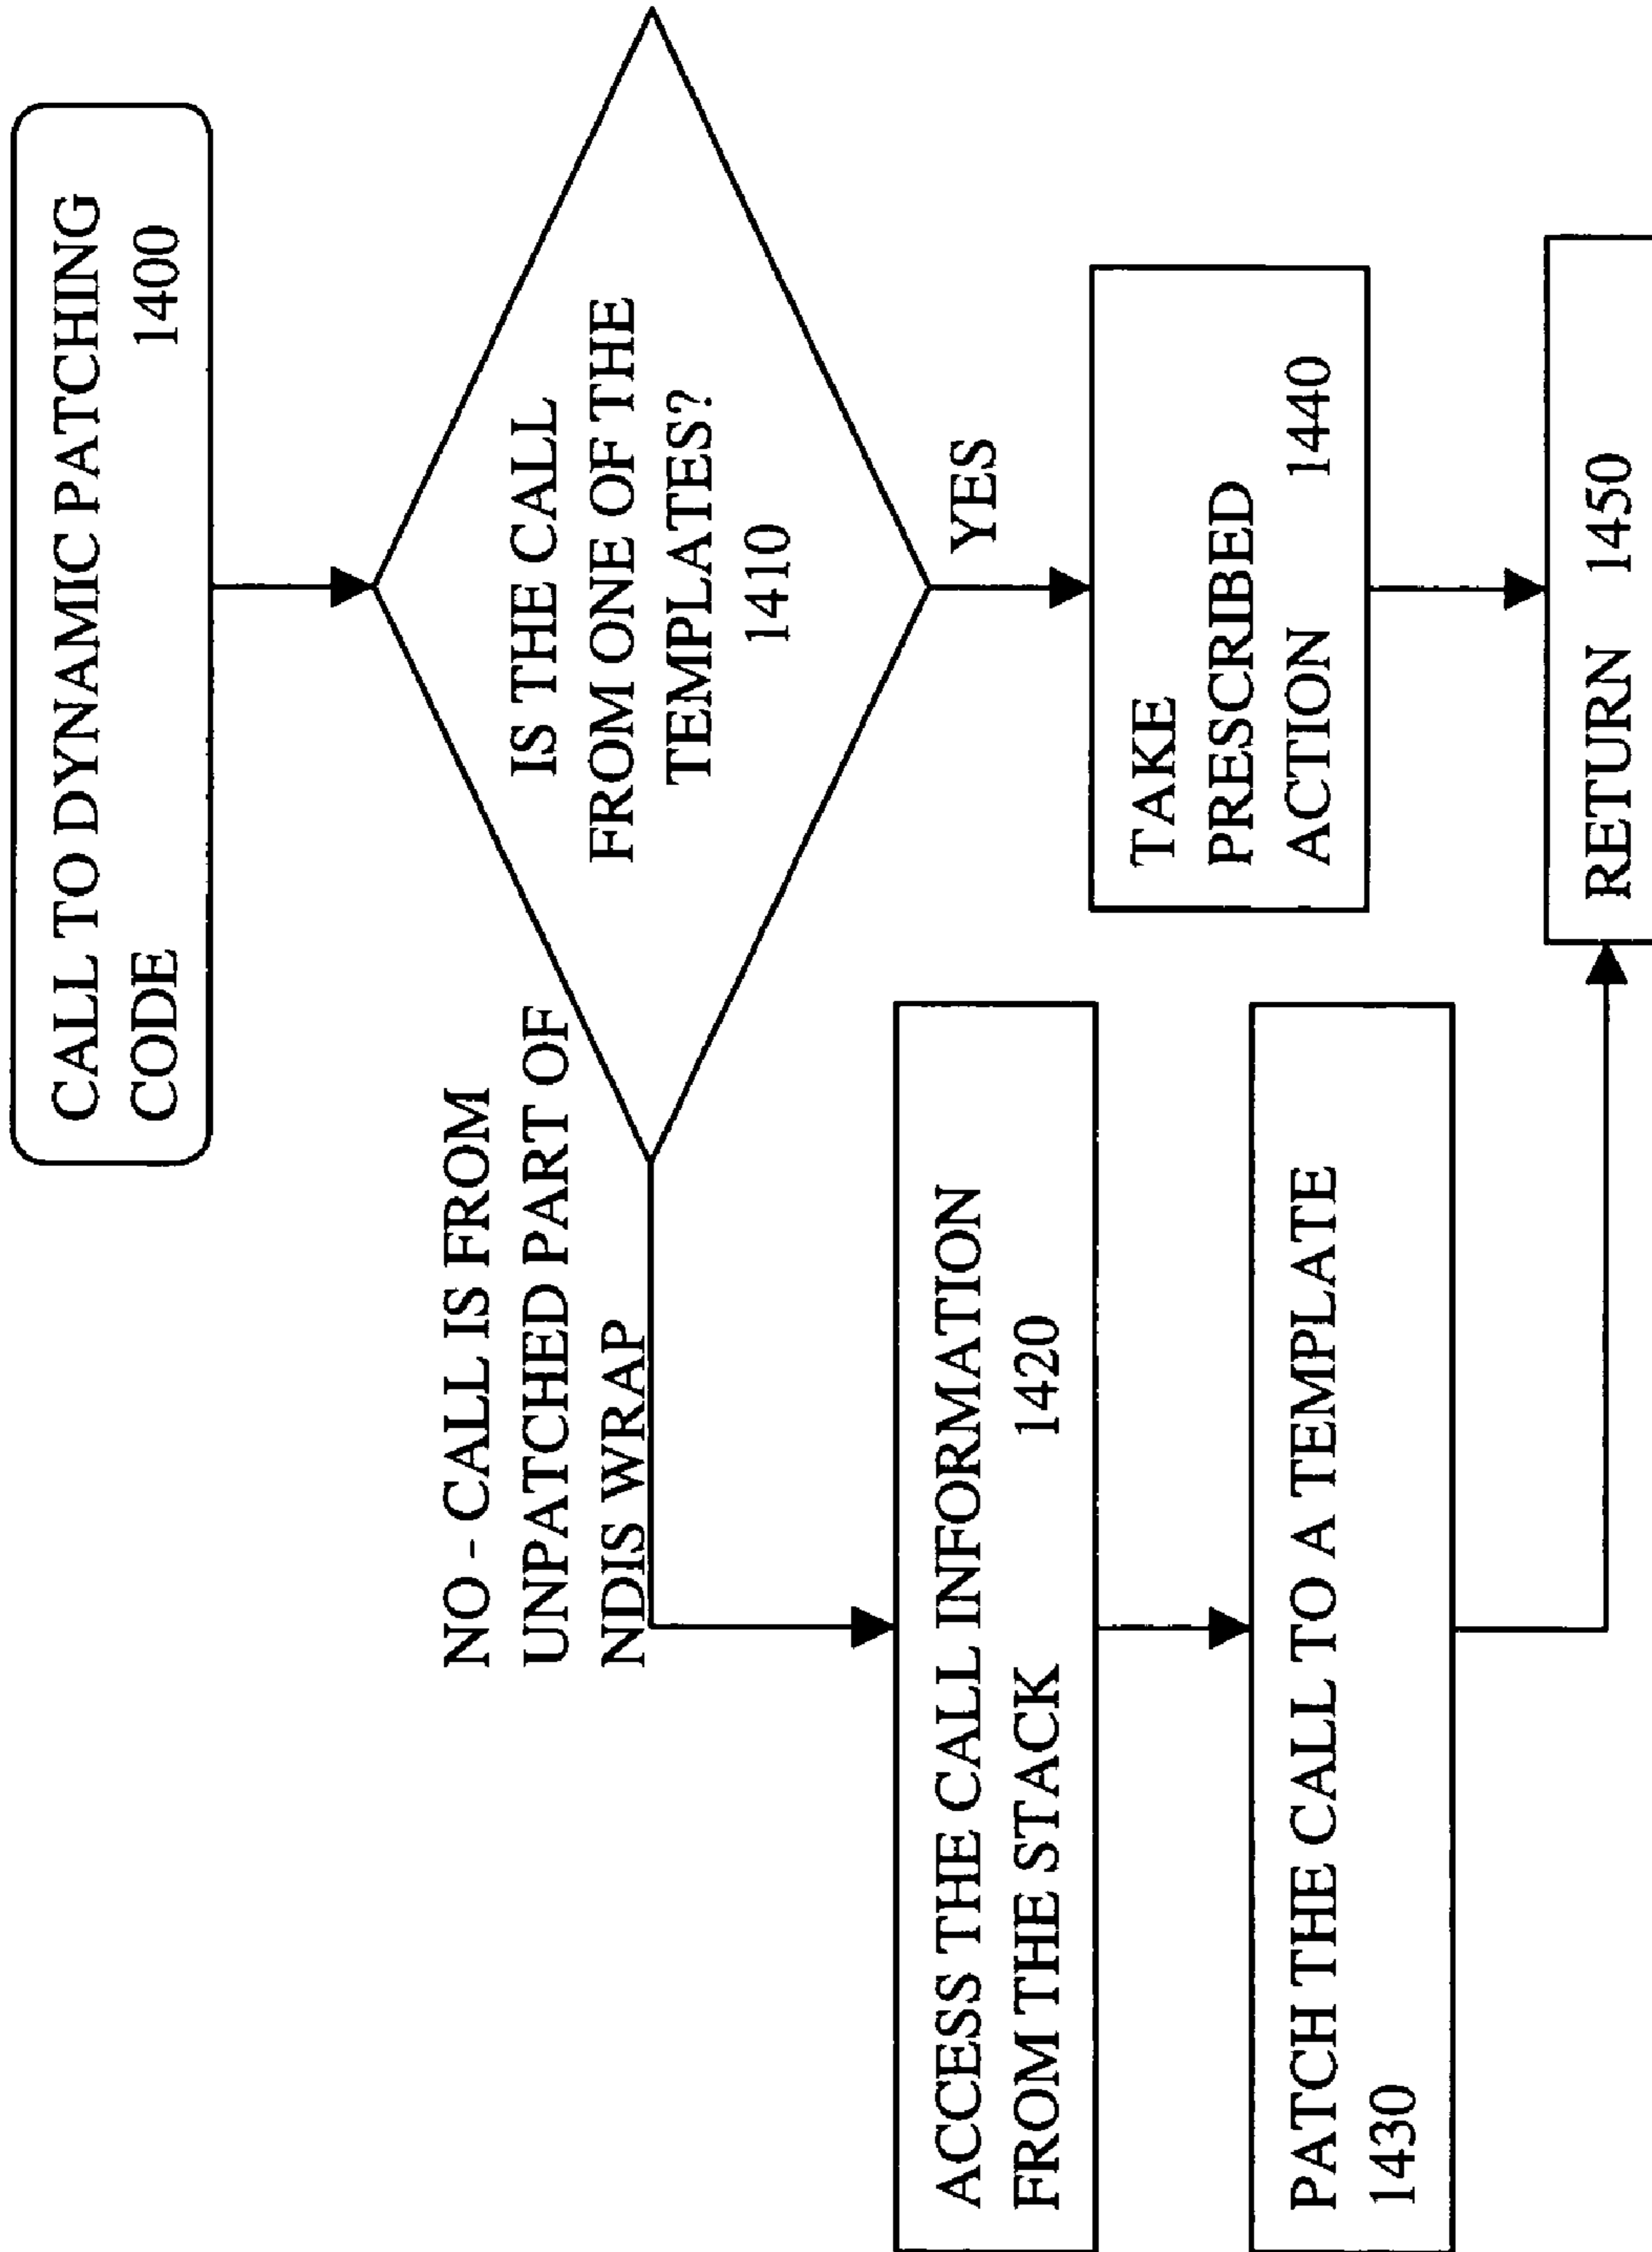 CALL TO DYNAMIC PATCHING
CODE 1400
IS THE CALL
FROM ONE OF THE
TEMPLATES?
1410
NO - CALL IS FROM
UNPATCHED PART OF
NDIS WRAP
YES
ACCESS THE CALL INFORMATION
FROM THE STACK 1420
PATCH THE CALL TO A TEMPLATE
1430
TAKE
PRESCRIBED
ACTION 1440
RETURN 1450